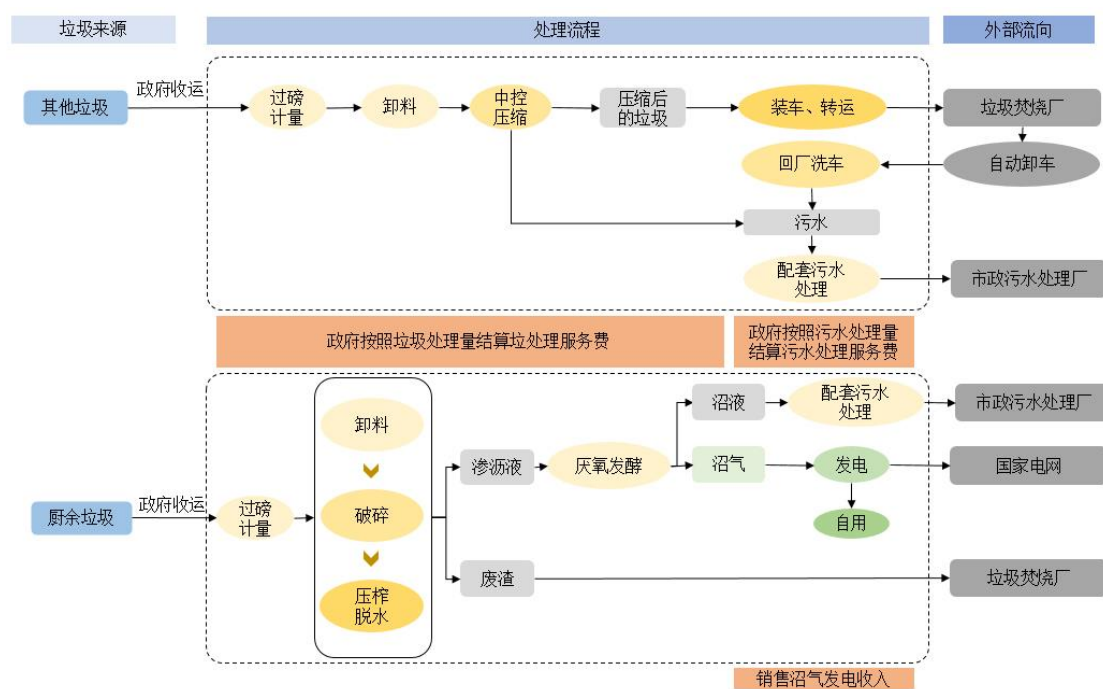 垃圾来源
处理流程
外部流向
其他垃圾
政府收运
过磅
计量
卸料
中控
压缩
压缩后
的垃圾
装车、转运
垃圾焚烧厂
回厂洗车
自动卸车
污水
配套污水
处理
市政污水处理厂
政府按照垃圾处理量结算垃处理服务费
政府按照污水处理量
结算污水处理服务费
厨余垃圾
政府收运
过磅
计量
卸料
破碎
压榨
脱水
渗沥液
厌氧发酵
沼液
配套污水
处理
市政污水处理厂
沼气
发电
国家电网
自用
废渣
垃圾焚烧厂
销售沼气发电收入